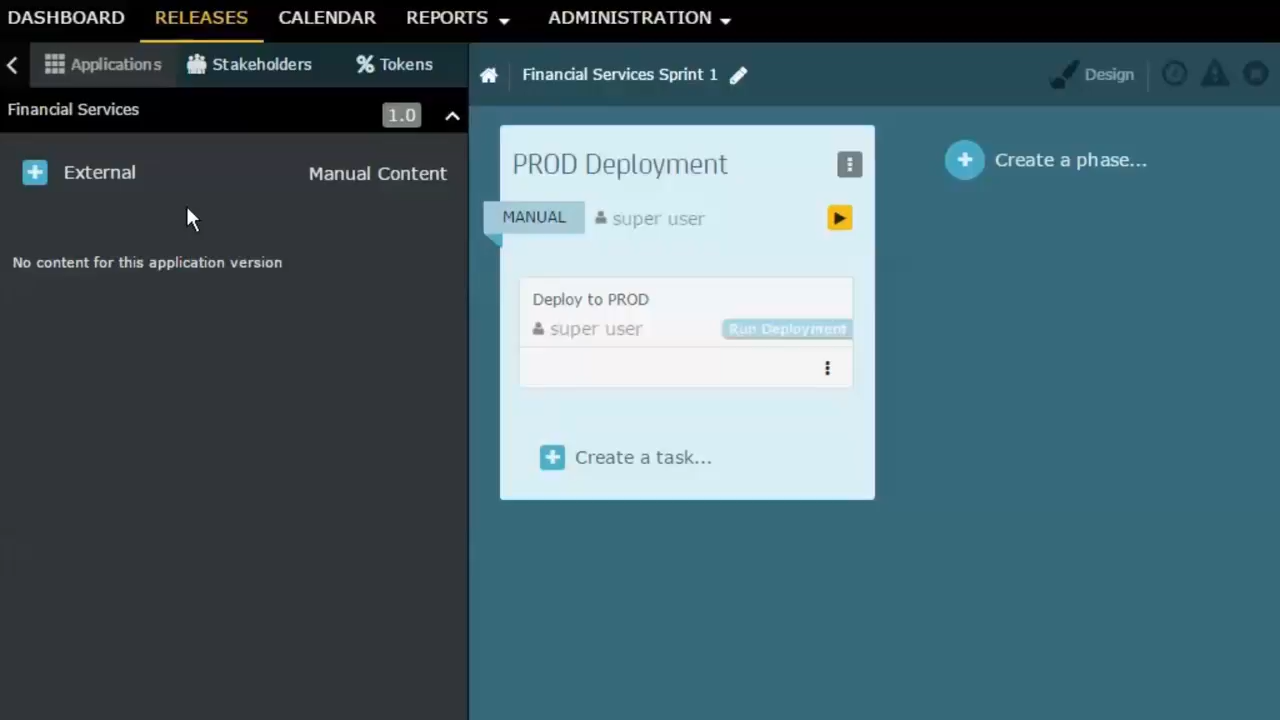 DASHBOARD RELEASES CALENDAR REPORTS ADMINISTRATION
Applications Stakeholders Tokens
Financial Services 1.0
External Manual Content
No content for this application version
Financial Services Sprint 1 Design
PROD Deployment
MANUAL super user
Deploy to PROD
super user Run Deployment
Create a task...
Create a phase...